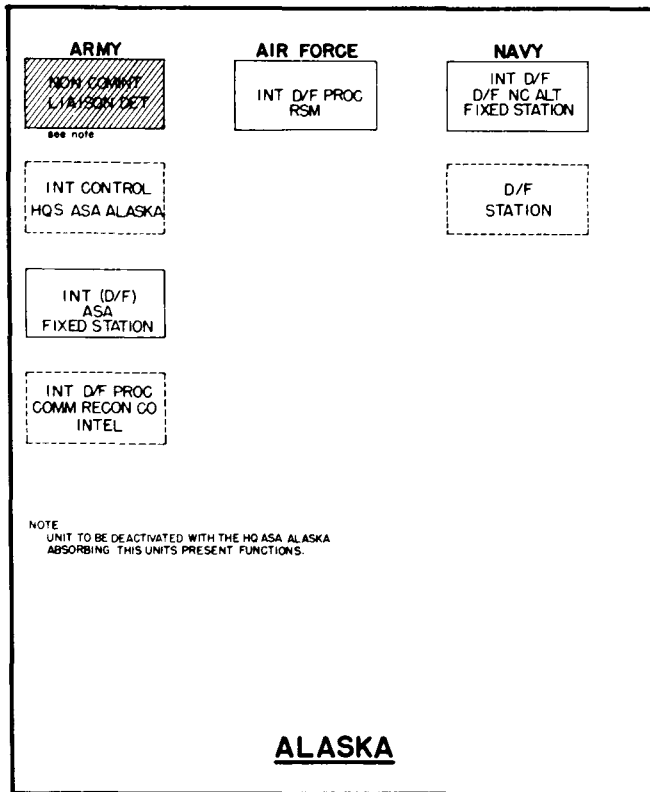 ARMY
NON COMINT
LIAISON DET
see note
INT CONTROL
HQS ASA ALASKA
INT (D/F)
ASA
FIXED STATION
INT D/F PROC
COMM RECON CO
INTEL
AIR FORCE
INT D/F PROC
RSM
NAVY
INT D/F
D/F NC ALT
FIXED STATION
D/F
STATION
NOTE
UNIT TO BE DEACTIVATED WITH THE HQ ASA ALASKA
ABSORBING THIS UNITS PRESENT FUNCTIONS.
ALASKA